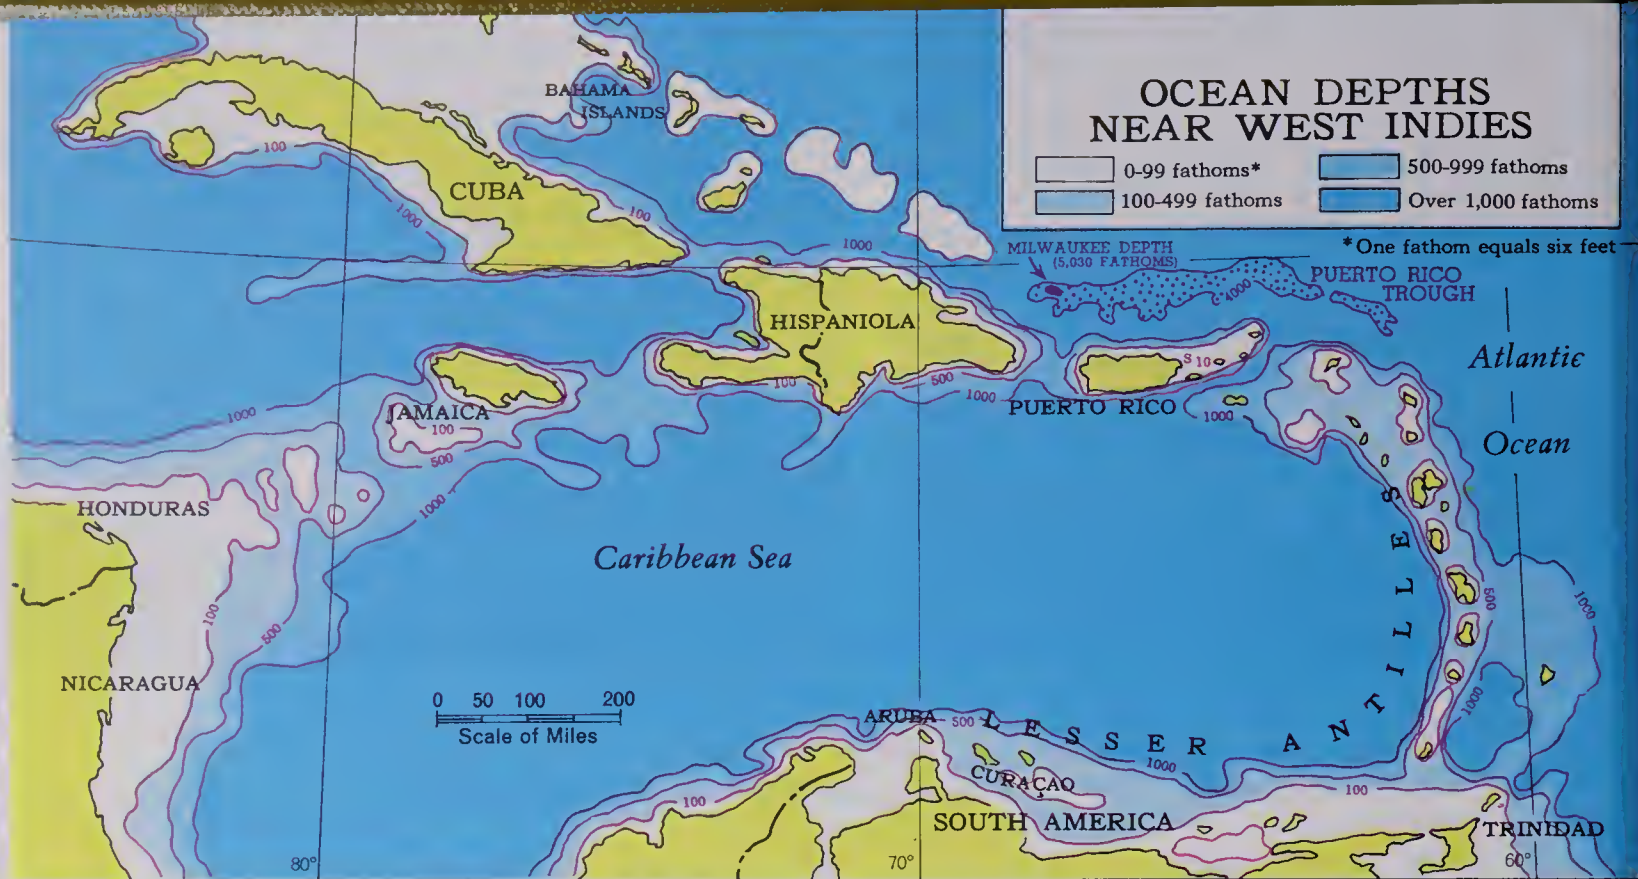 OCEAN DEPTHS
NEAR WEST INDIES
0-99 fathoms*
500-999 fathoms
100-499 fathoms
Over 1,000 fathoms
*One fathom equals six feet
BAHAMA
ISLANDS
100
CUBA
1000
100
1000
MILWAUKEE DEPTH
(5,030 FATHOMS)
PUERTO RICO
TROUGH
4000
HISPANIOLA
Atlantic
Ocean
S 10
100
500
1000
PUERTO RICO
1000
JAMAICA
100
1000
500
1000
HONDURAS
Caribbean Sea
100
500
NICARAGUA
500
1000
1000
0 50 100 200
Scale of Miles
ARUBA
500
LESSER ANTILLES
1000
CURAÇAO
100
100
SOUTH AMERICA
TRINIDAD
80°
70°
60°